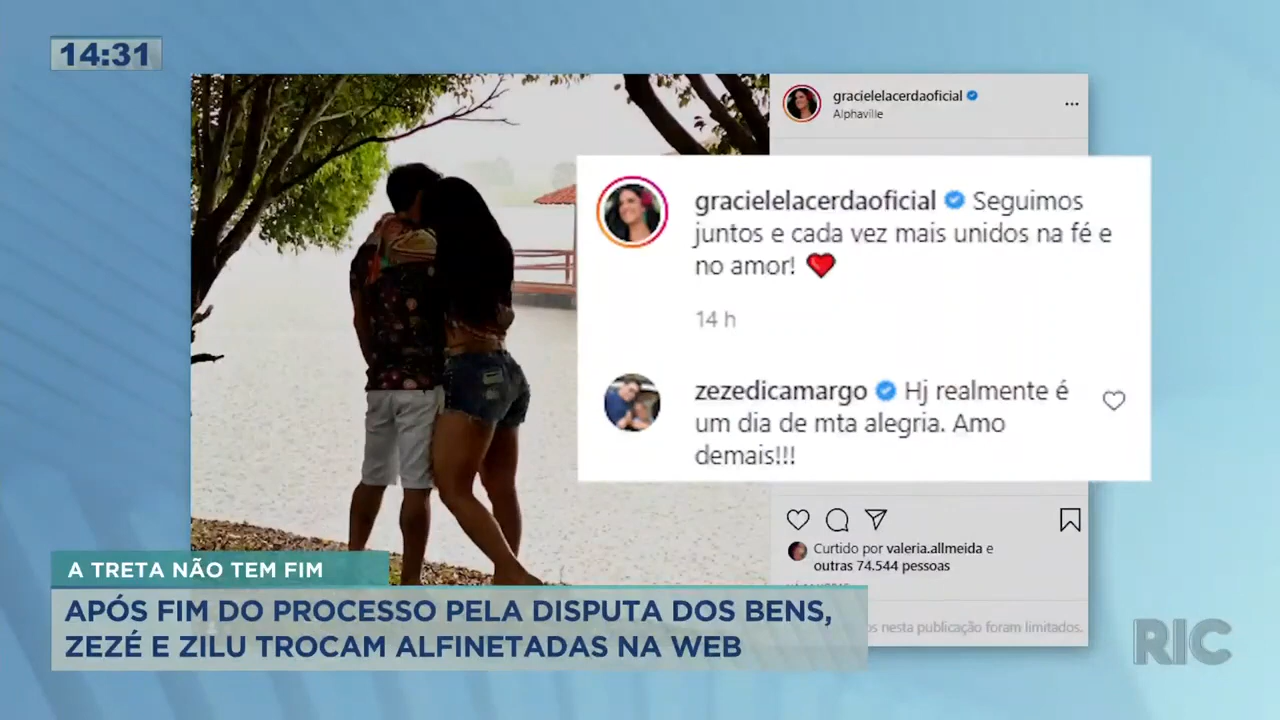 14:31
gracielelacerdaoficial
Alphaville
gracielelacerdaoficial Seguimos
juntos e cada vez mais unidos na fé e
no amor! ❤️
14 h
zezedicamargo Hj realmente é
um dia de mta alegria. Amo
demais!!!
Curtido por valeria.allmeida e
outras 74.544 pessoas
A TRETA NÃO TEM FIM
APÓS FIM DO PROCESSO PELA DISPUTA DOS BENS,
ZEZÉ E ZILU TROCAM ALFINETADAS NA WEB
nesta publicação foram limitados.
RIC